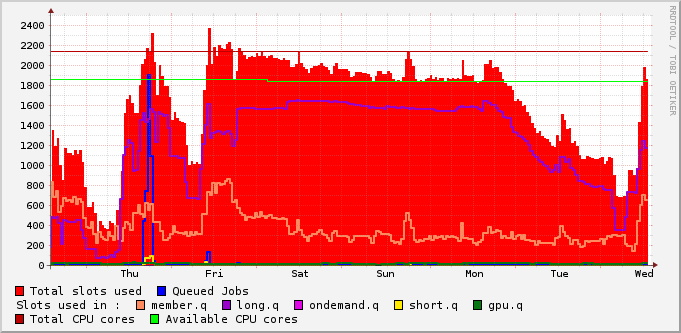 RRDTOOL / TOBI OETIKER
2400
2200
2000
1800
1600
1400
1200
1000
800
600
400
200
0
Thu Fri Sat Sun Mon Tue Wed
Total slots used Queued Jobs
Slots used in : member.q long.q ondemand.q short.q gpu.q
Total CPU cores Available CPU cores